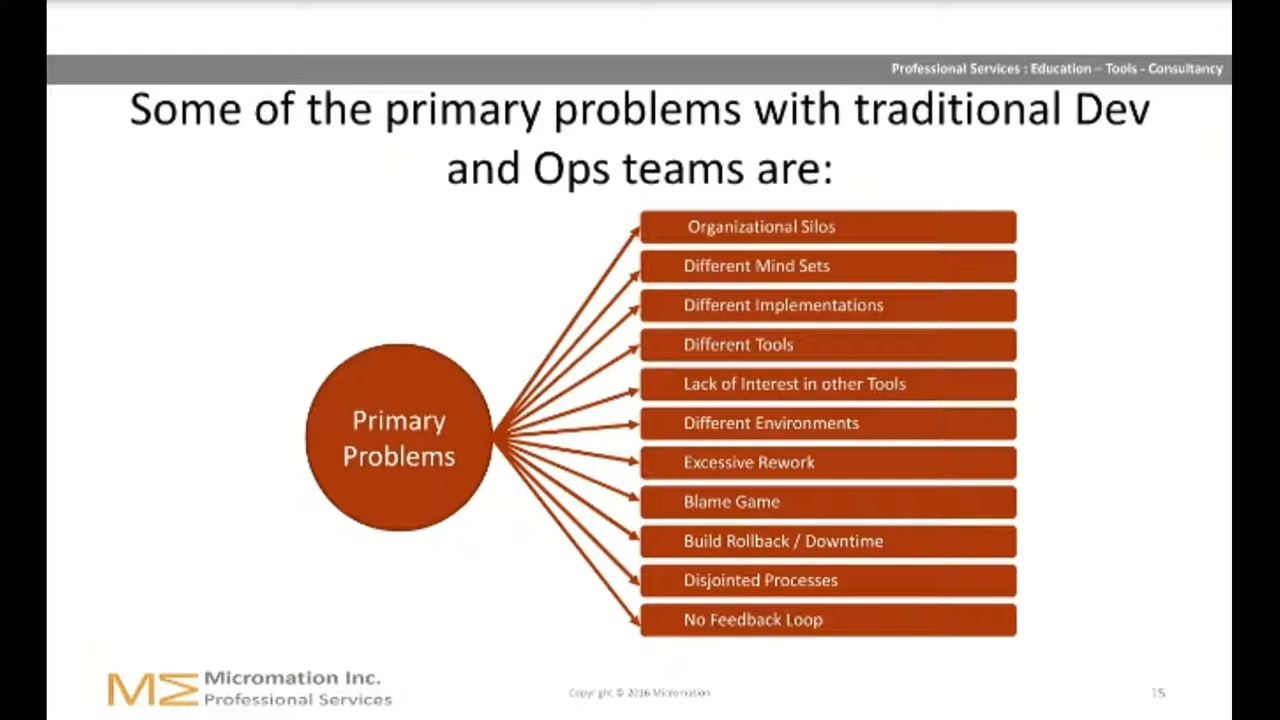 Professional Services : Education – Tools - Consultancy
Some of the primary problems with traditional Dev
and Ops teams are:
Primary
Problems
Organizational Silos
Different Mind Sets
Different Implementations
Different Tools
Lack of Interest in other Tools
Different Environments
Excessive Rework
Blame Game
Build Rollback / Downtime
Disjointed Processes
No Feedback Loop
Micromation Inc.
Professional Services
Copyright © 2016 Micromation
15